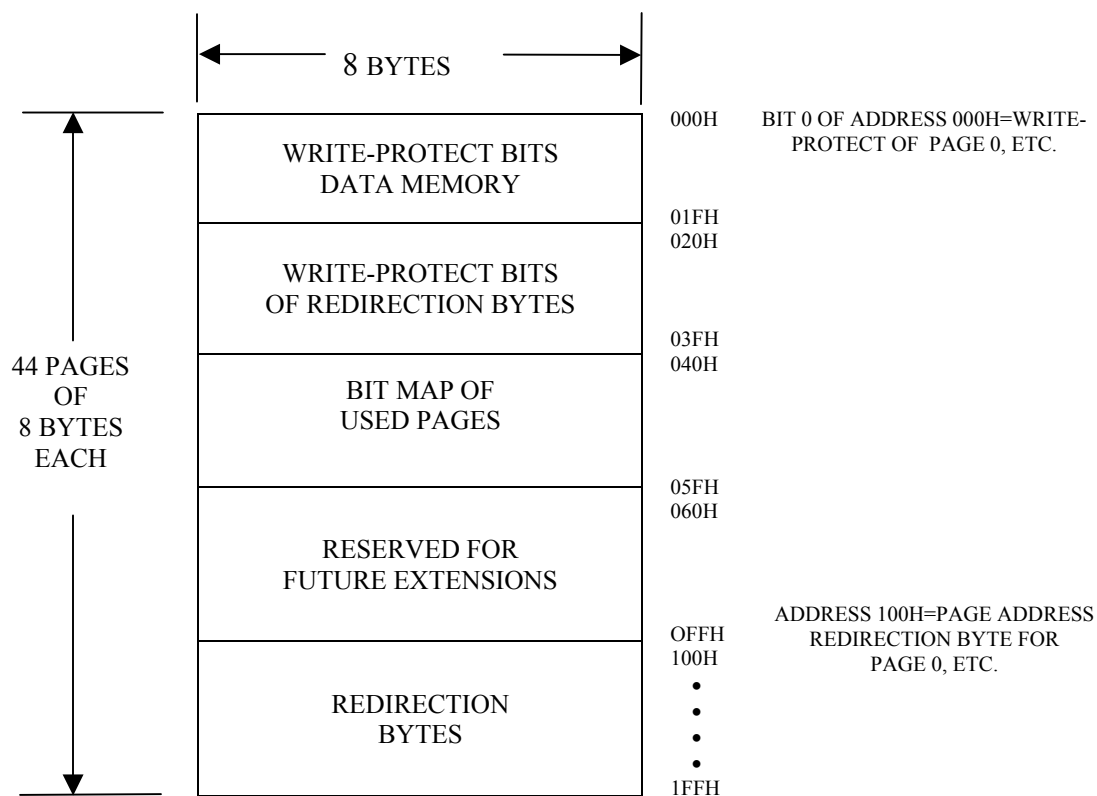 8 BYTES
000H
BIT 0 OF ADDRESS 000H=WRITE-
PROTECT OF PAGE 0, ETC.
WRITE-PROTECT BITS
DATA MEMORY
01FH
020H
WRITE-PROTECT BITS
OF REDIRECTION BYTES
03FH
040H
44 PAGES
OF
8 BYTES
EACH
BIT MAP OF
USED PAGES
05FH
060H
RESERVED FOR
FUTURE EXTENSIONS
ADDRESS 100H=PAGE ADDRESS
REDIRECTION BYTE FOR
PAGE 0, ETC.
OFFH
100H
REDIRECTION
BYTES
•
•
•
•
1FFH